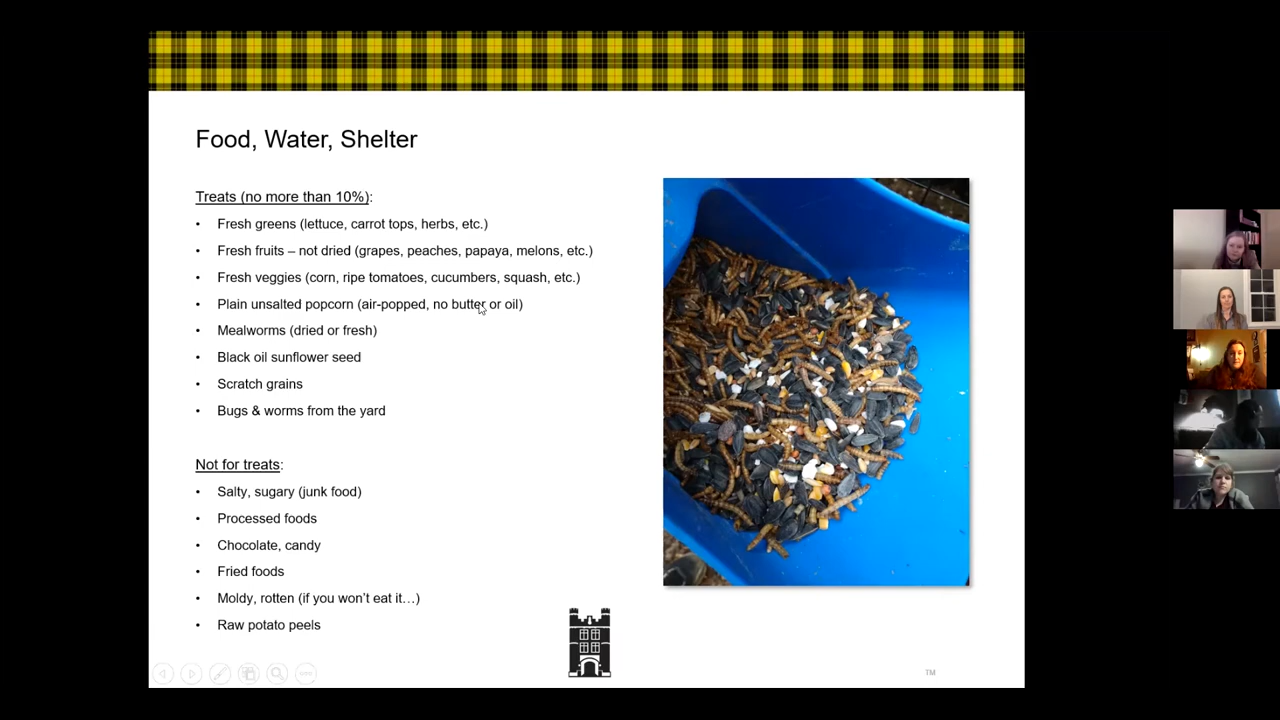 Food, Water, Shelter
Treats (no more than 10%):
• Fresh greens (lettuce, carrot tops, herbs, etc.)
• Fresh fruits – not dried (grapes, peaches, papaya, melons, etc.)
• Fresh veggies (corn, ripe tomatoes, cucumbers, squash, etc.)
• Plain unsalted popcorn (air-popped, no butter or oil)
• Mealworms (dried or fresh)
• Black oil sunflower seed
• Scratch grains
• Bugs & worms from the yard
Not for treats:
• Salty, sugary (junk food)
• Processed foods
• Chocolate, candy
• Fried foods
• Moldy, rotten (if you won’t eat it…)
• Raw potato peels
TM